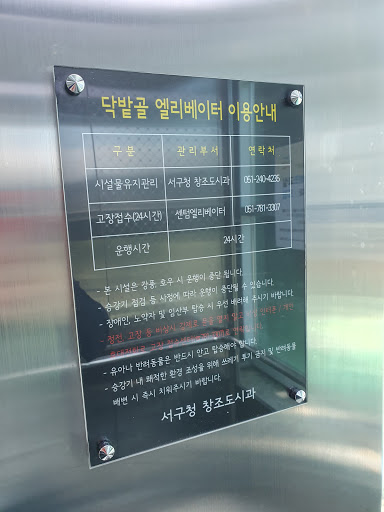 닥밭골 엘리베이터 이용안내
구 분 관 리 부 서 연 락 처
시설물유지관리 서구청 창조도시과 051-240-4235
고장접수(24시간) 센텀엘리베이터 051-781-3307
운행시간 24시간
- 본 시설은 강풍, 호우 시 운행이 중단 됩니다.
- 승강기 점검 등 사정에 따라 운행이 중단될 수 있습니다.
- 장애인, 노약자 및 임산부 탑승 시 우선 배려해 주시기 바랍니다.
- 정전·고장 등 비상시
- 유아나 반려동물은 반드시 안고 탑승해야 합니다.
- 승강기 내 쾌적한 환경 조성을 위해 쓰레기 투기 금지 및 반려동물
배변 시 즉시 치워주시기 바랍니다.
서구청 창조도시과